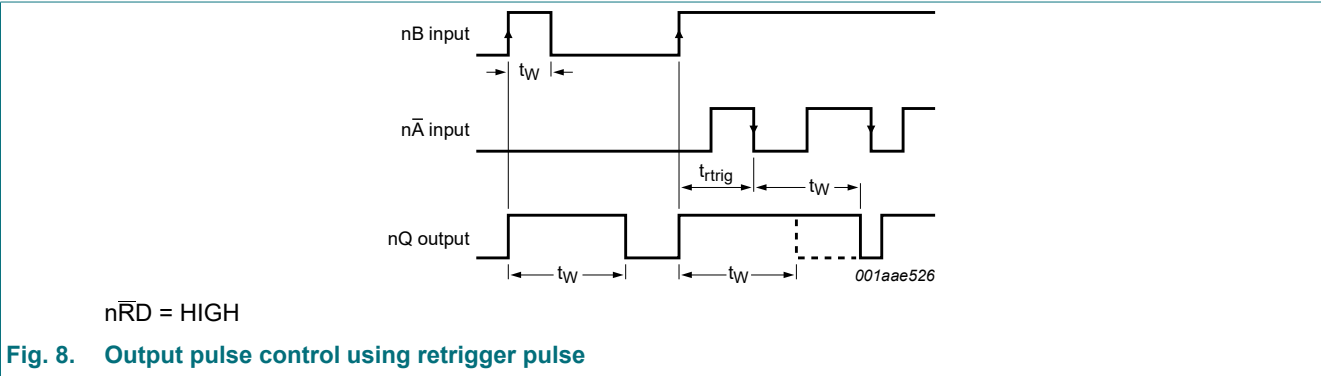 nB input
tW
nA̅ input
trtrig
tW
nQ output
tW
tW
001aae526
nR̅D = HIGH
Fig. 8. Output pulse control using retrigger pulse